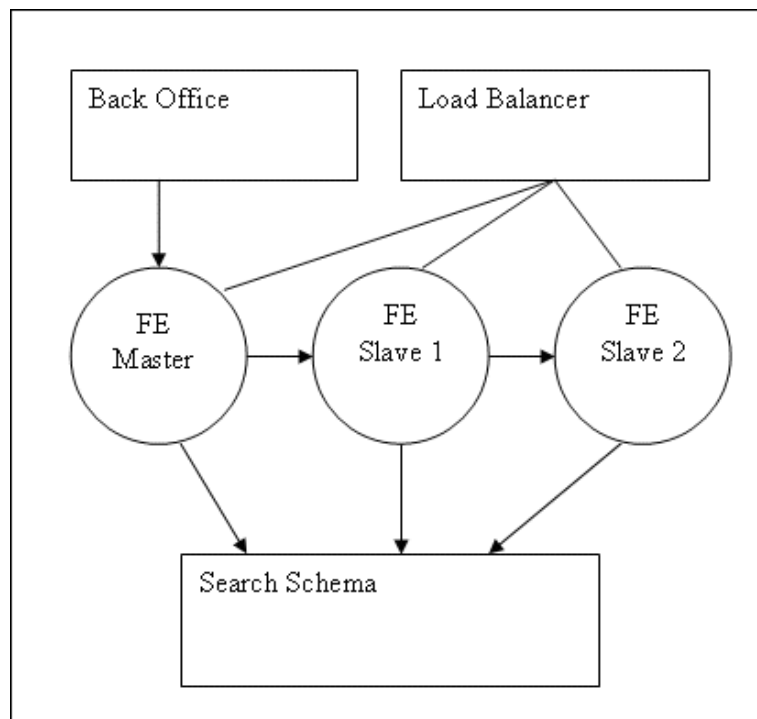 Back Office
Load Balancer
FE
Master
FE
Slave 1
FE
Slave 2
Search Schema